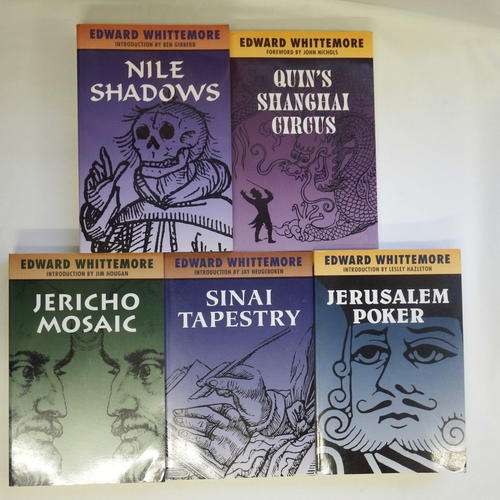 EDWARD WHITTEMORE
INTRODUCTION BY BEN GIBBERD
NILE
SHADOWS
EDWARD WHITTEMORE
FOREWORD BY JOHN NICHOLS
QUIN'S
SHANGHAI
CIRCUS
EDWARD WHITTEMORE
INTRODUCTION BY JIM HOUGAN
JERICHO
MOSAIC
EDWARD WHITTEMORE
INTRODUCTION BY JAY NEUGEBOREN
SINAI
TAPESTRY
EDWARD WHITTEMORE
INTRODUCTION BY LESLEY HAZLETON
JERUSALEM
POKER